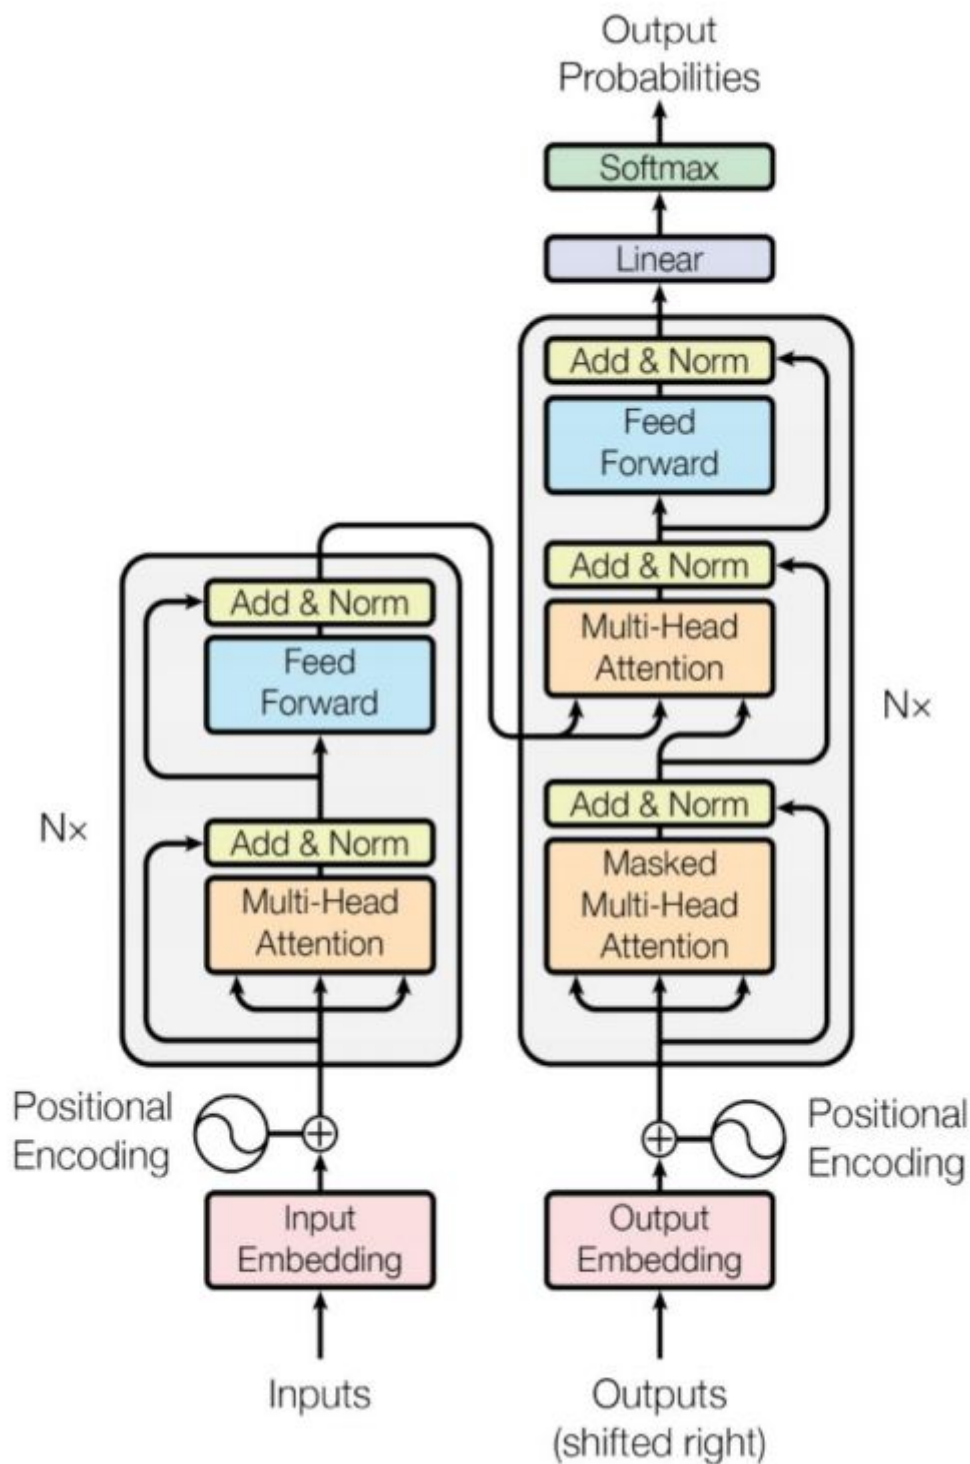 Output
Probabilities
Softmax
Linear
Add & Norm
Feed
Forward
Add & Norm
Multi-Head
Attention
Nx
Add & Norm
Masked
Multi-Head
Attention
Add & Norm
Feed
Forward
Nx
Add & Norm
Multi-Head
Attention
Positional
Encoding
Positional
Encoding
Input
Embedding
Output
Embedding
Inputs
Outputs
(shifted right)